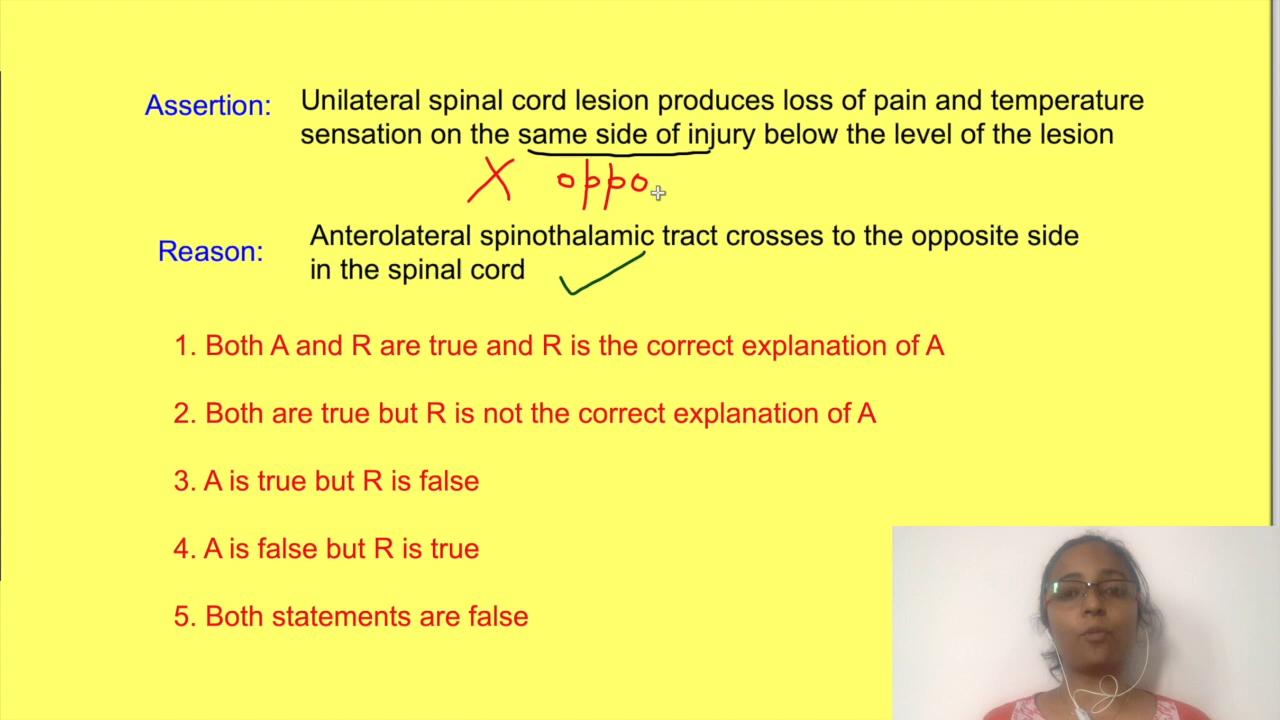 Assertion: Unilateral spinal cord lesion produces loss of pain and temperature
sensation on the same side of injury below the level of the lesion
X oppo
Reason: Anterolateral spinothalamic tract crosses to the opposite side
in the spinal cord
1. Both A and R are true and R is the correct explanation of A
2. Both are true but R is not the correct explanation of A
3. A is true but R is false
4. A is false but R is true
5. Both statements are false